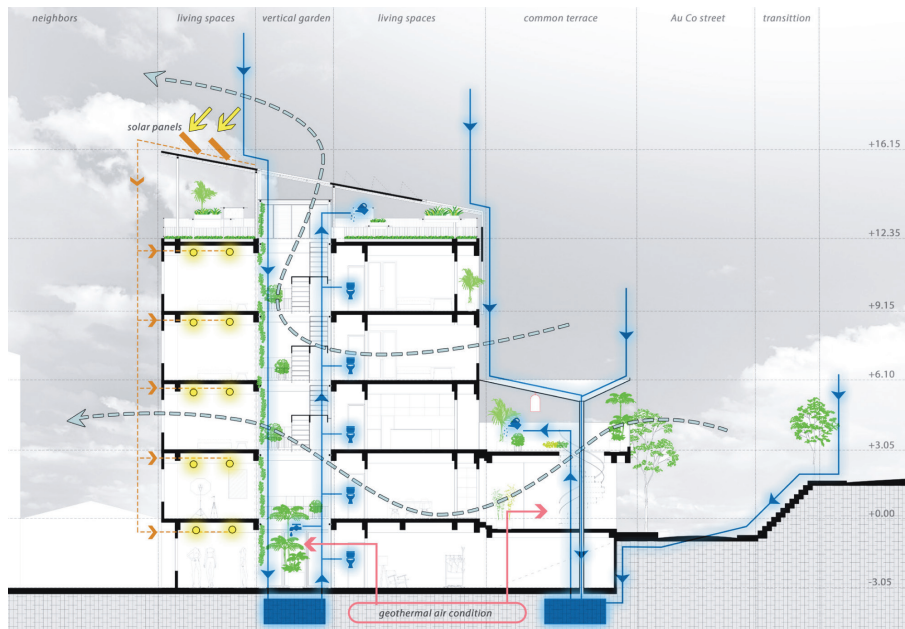 neighbors
living spaces
vertical garden
living spaces
common terrace
Au Co street
transittion
solar panels
+16.15
+12.35
+9.15
+6.10
+3.05
+0.00
-3.05
geothermal air condition